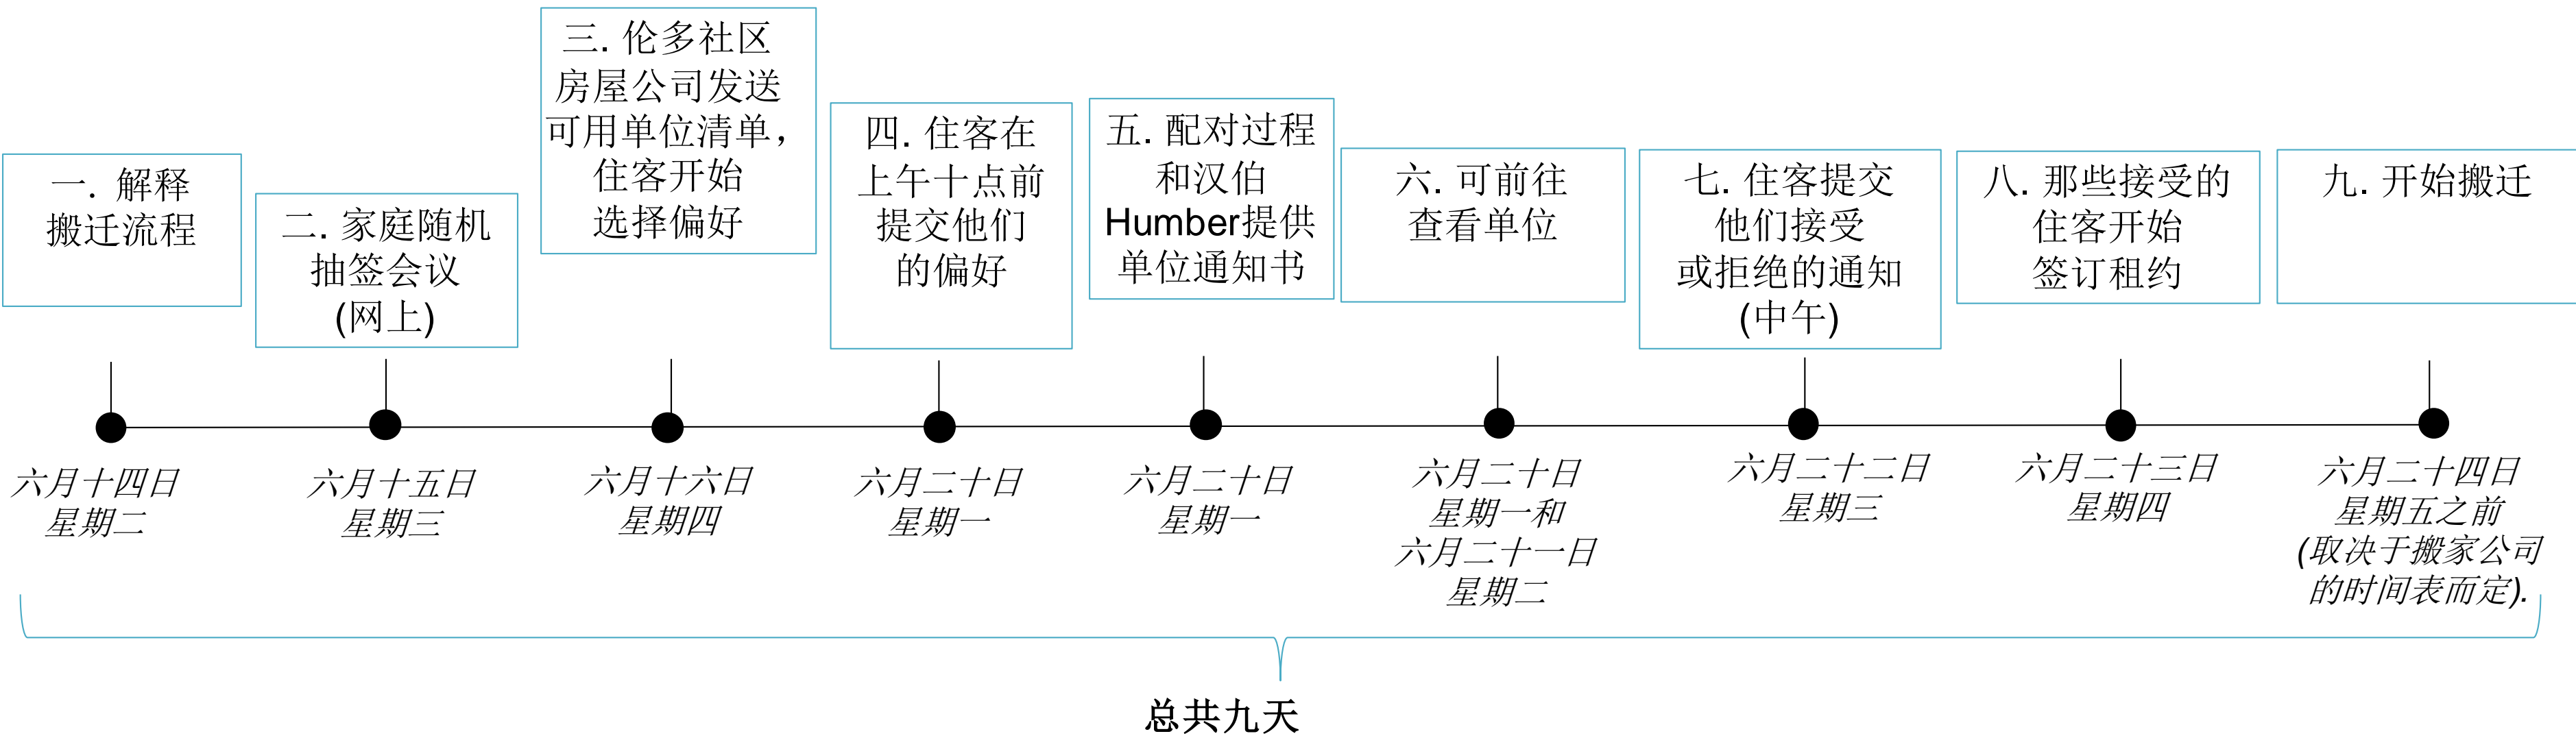 一. 解释
搬迁流程
二. 家庭随机
抽签会议
(网上)
三. 伦多社区
房屋公司发送
可用单位清单，
住客开始
选择偏好
四. 住客在
上午十点前
提交他们
的偏好
五. 配对过程
和汉伯
Humber提供
单位通知书
六. 可前往
查看单位
七. 住客提交
他们接受
或拒绝的通知
(中午)
八. 那些接受的
住客开始
签订租约
九. 开始搬迁
六月十四日
星期二
六月十五日
星期三
六月十六日
星期四
六月二十日
星期一
六月二十日
星期一
六月二十日
星期一和
六月二十一日
星期二
六月二十二日
星期三
六月二十三日
星期四
六月二十四日
星期五之前
(取决于搬家公司
的时间表而定).
总共九天